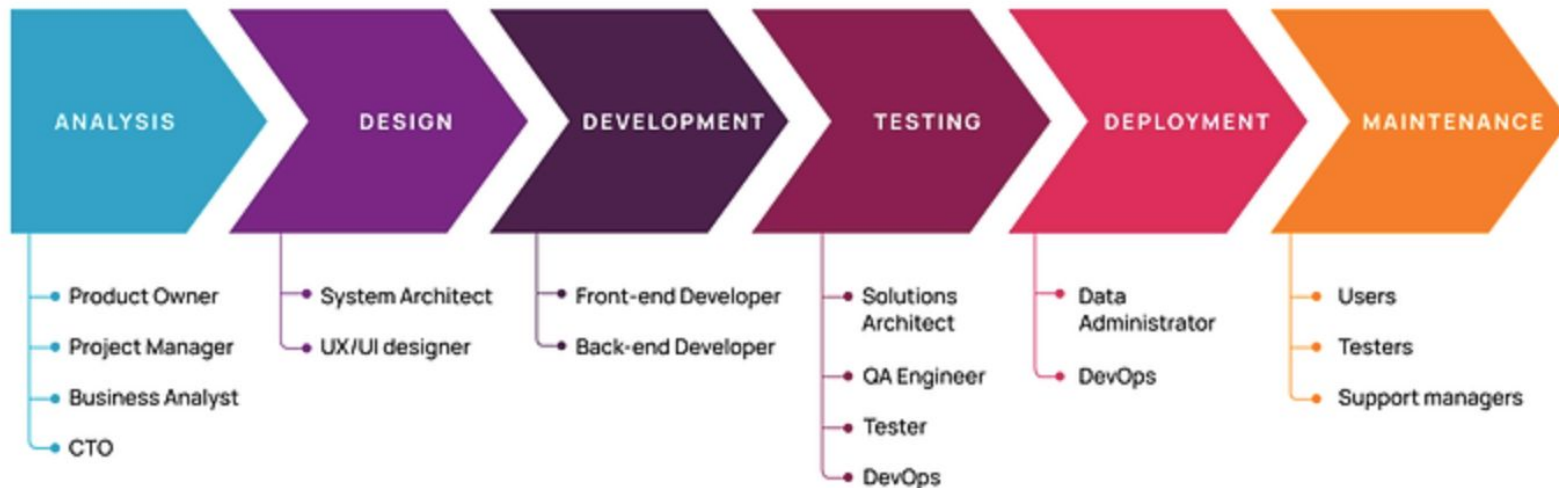 ANALYSIS
DESIGN
DEVELOPMENT
TESTING
DEPLOYMENT
MAINTENANCE
Product Owner
Project Manager
Business Analyst
CTO
System Architect
UX/UI designer
Front-end Developer
Back-end Developer
Solutions
Architect
QA Engineer
Tester
DevOps
Data
Administrator
DevOps
Users
Testers
Support managers